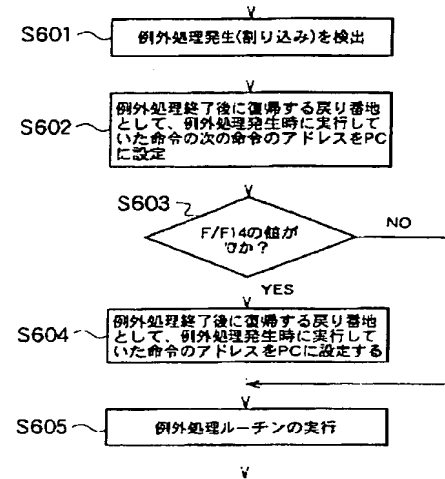 S601
例外処理発生(割り込み)を検出
S602
例外処理終了後に復帰する戻り番地
として、例外処理発生時に実行して
いた命令の次の命令のアドレスをPC
に設定
S603
F/F14の値が
'0'か？
NO
YES
S604
例外処理終了後に復帰する戻り番地
として、例外処理発生時に実行して
いた命令のアドレスをPCに設定する
S605
例外処理ルーチンの実行